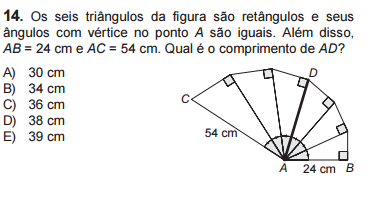 14. Os seis triângulos da figura são retângulos e seus
ângulos com vértice no ponto A são iguais. Além disso,
AB = 24 cm e AC = 54 cm. Qual é o comprimento de AD?
A) 30 cm
B) 34 cm
C) 36 cm
D) 38 cm
E) 39 cm
D
C
54 cm
A 24 cm B